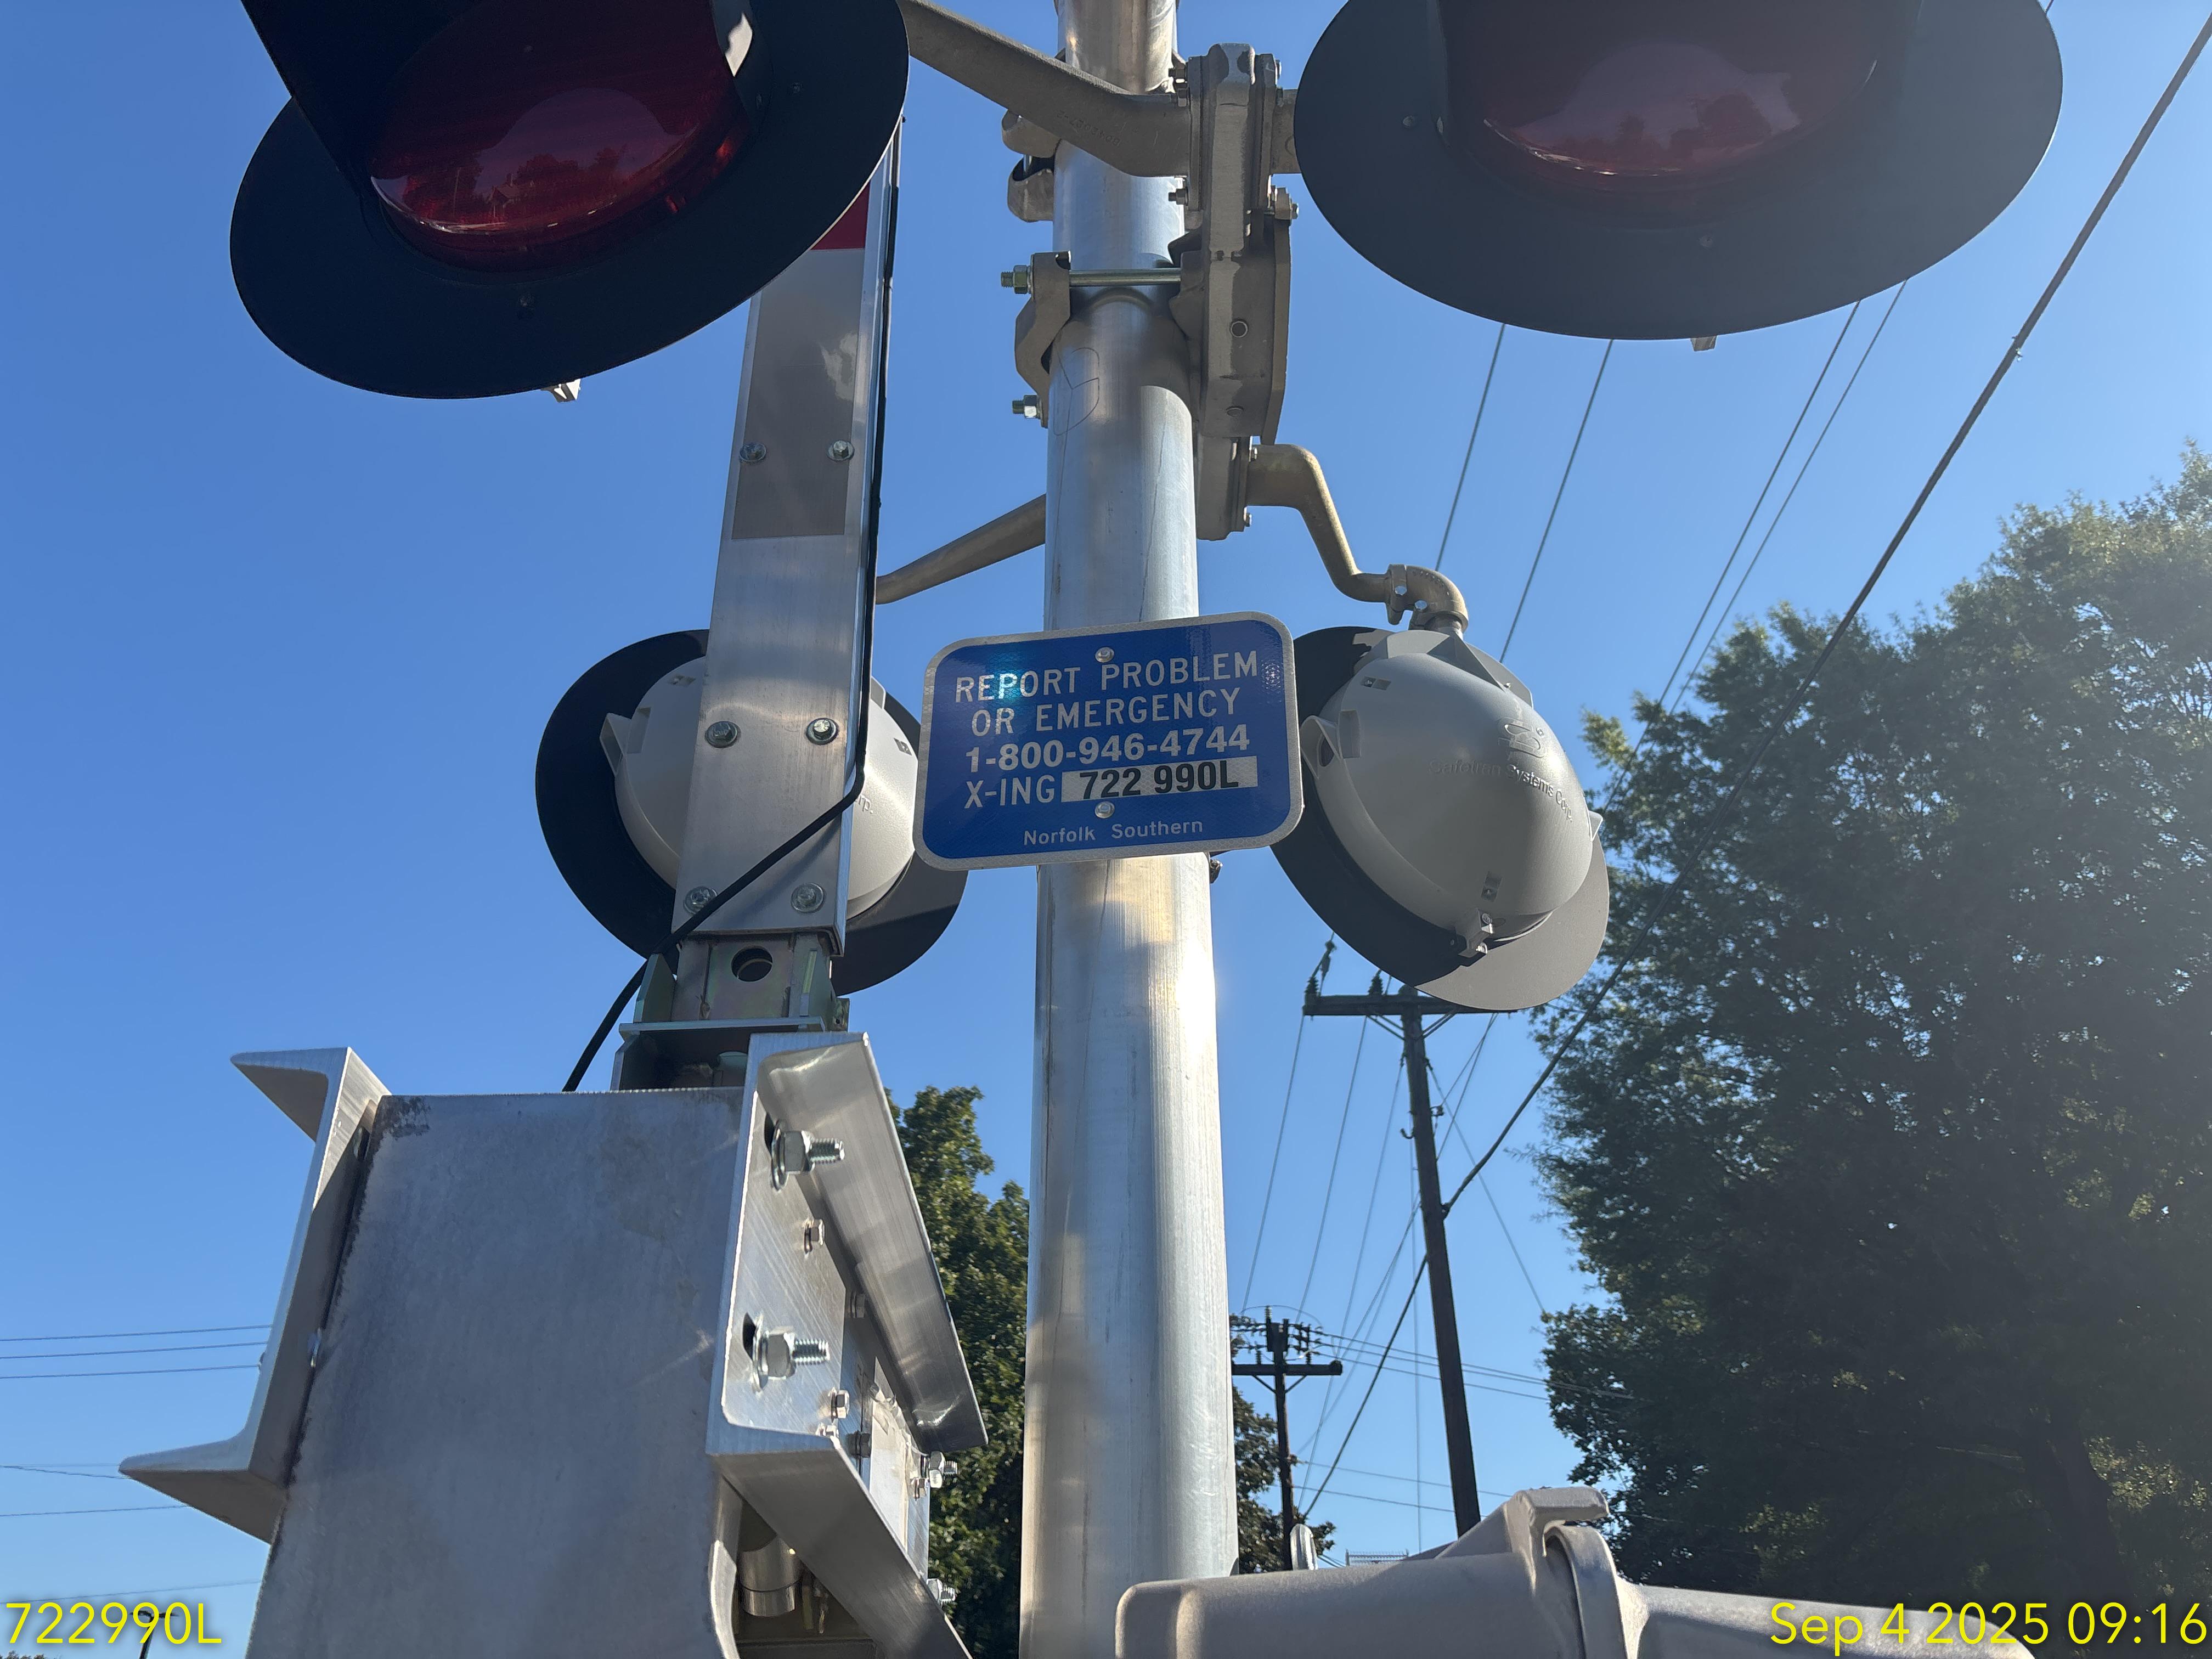 REPORT PROBLEM
OR EMERGENCY
1-800-946-4744
X-ING 722 990L
Norfolk Southern
Safetran Systems Corp.
rp.
722990L
Sep 4 2025 09:16